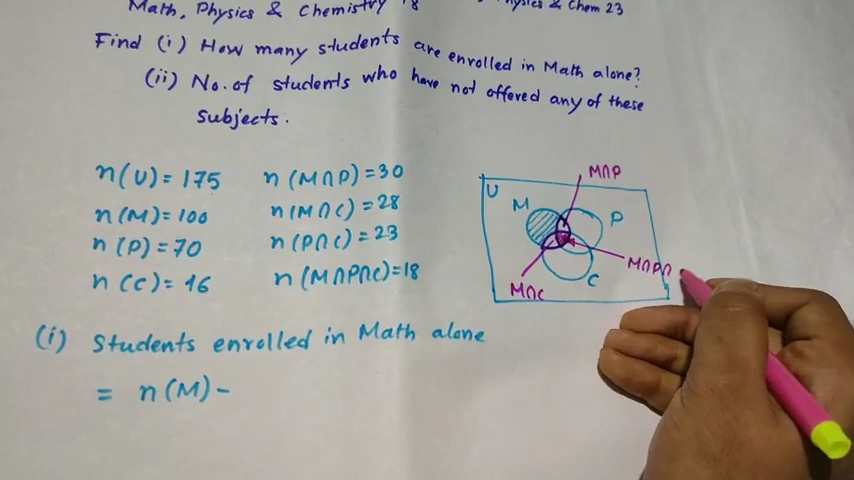 Math, Physics & Chemistry 18
Physics & Chem 23
Find (i) How many students are enrolled in Math alone?
(ii) No. of students who have not offered any of these
subjects.
n(U) = 175 n(M∩P) = 30
n(M) = 100 n(M∩C) = 28
n(P) = 70 n(P∩C) = 23
n(C) = 46 n(M∩P∩C) = 18
M∩P
U
M
P
M∩P∩
C
M∩C
(i) Students enrolled in Math alone
= n(M) -